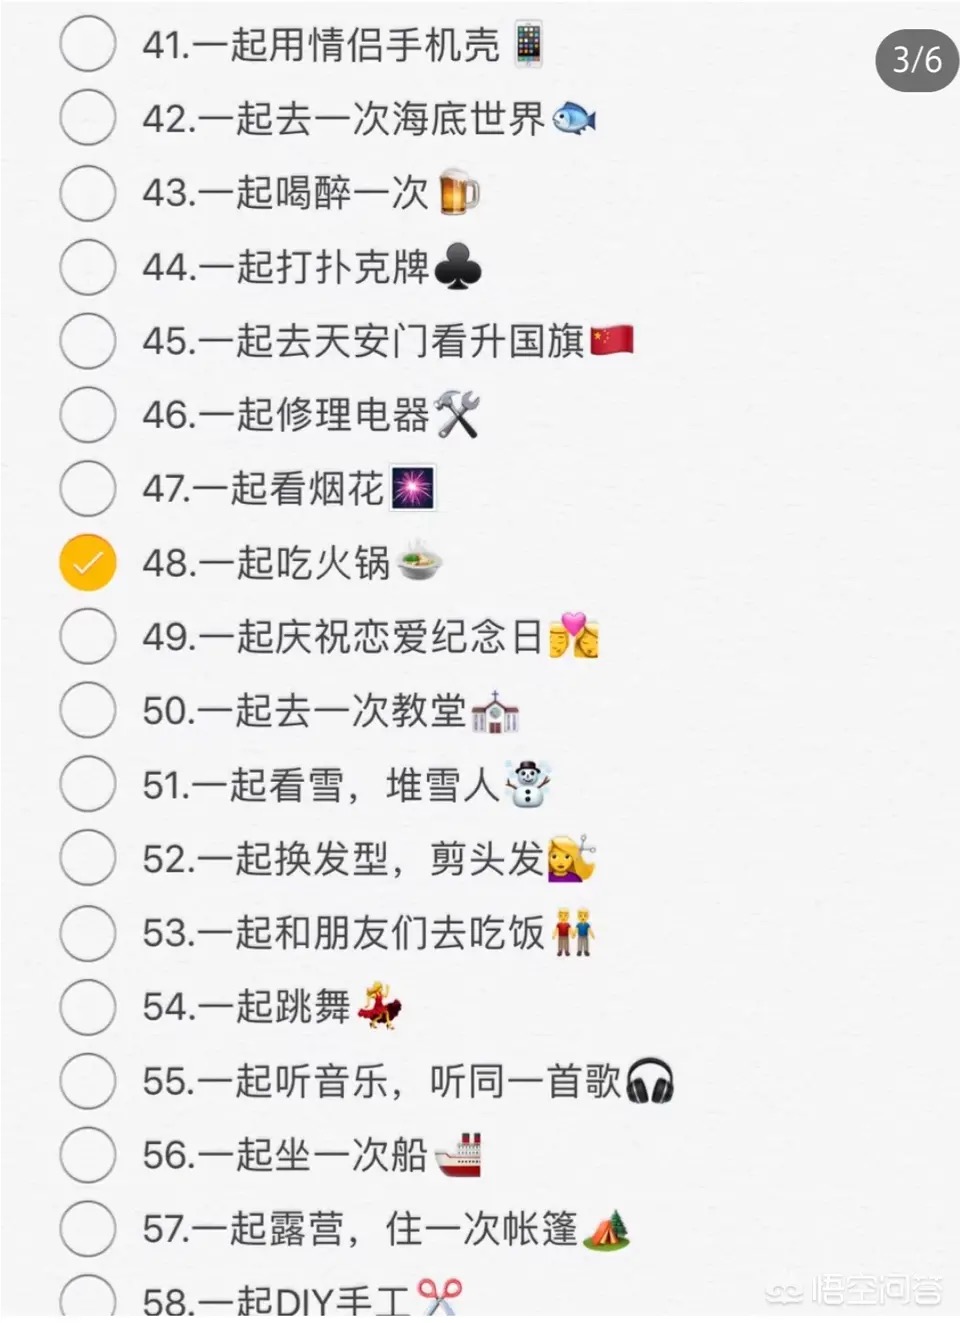 3/6
41.一起用情侣手机壳📱
42.一起去一次海底世界🐟
43.一起喝醉一次🍺
44.一起打扑克牌♣️
45.一起去天安门看升国旗🇨🇳
46.一起修理电器🛠
47.一起看烟花🎆
48.一起吃火锅🍲
49.一起庆祝恋爱纪念日💏
50.一起去一次教堂⛪
51.一起看雪，堆雪人☃️
52.一起换发型，剪头发💇‍♀️
53.一起和朋友们去吃饭👬
54.一起跳舞💃
55.一起听音乐，听同一首歌🎧
56.一起坐一次船🚢
57.一起露营，住一次帐篷🏕
58.一起DIY手工✂️
悟空问答